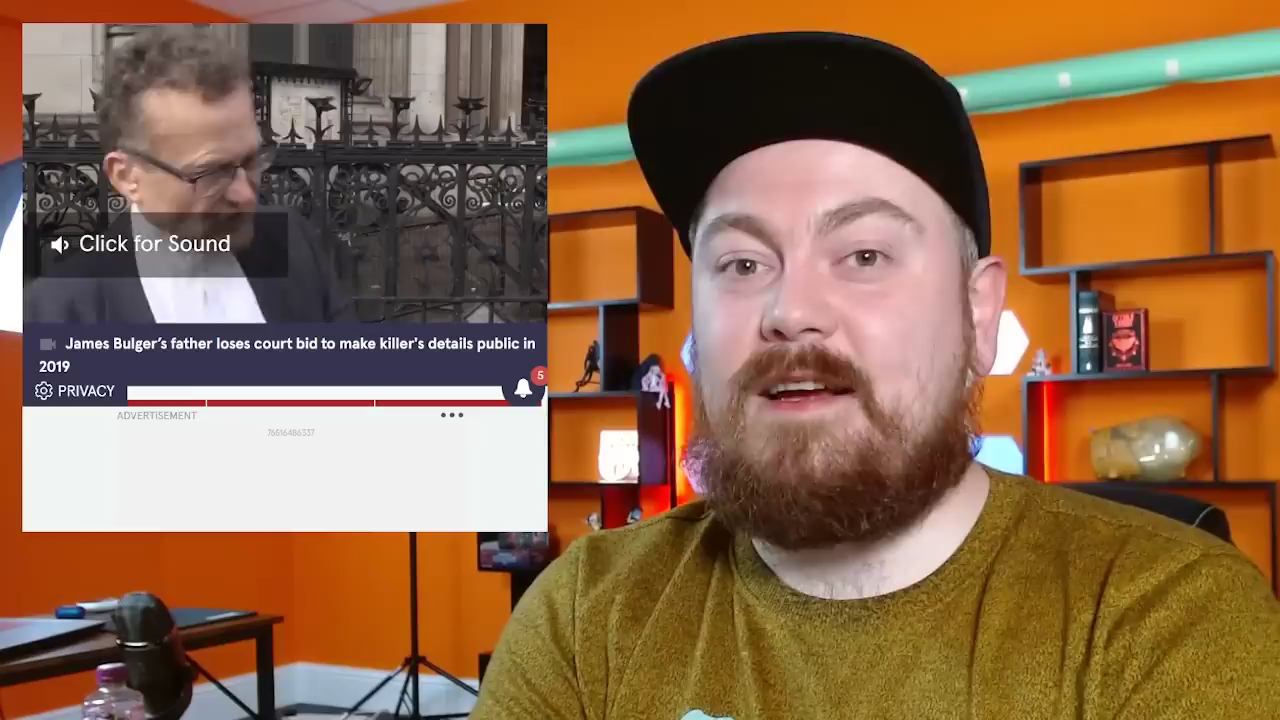 Click for Sound
James Bulger's father loses court bid to make killer's details public in
2019
PRIVACY
5
ADVERTISEMENT
76516486337